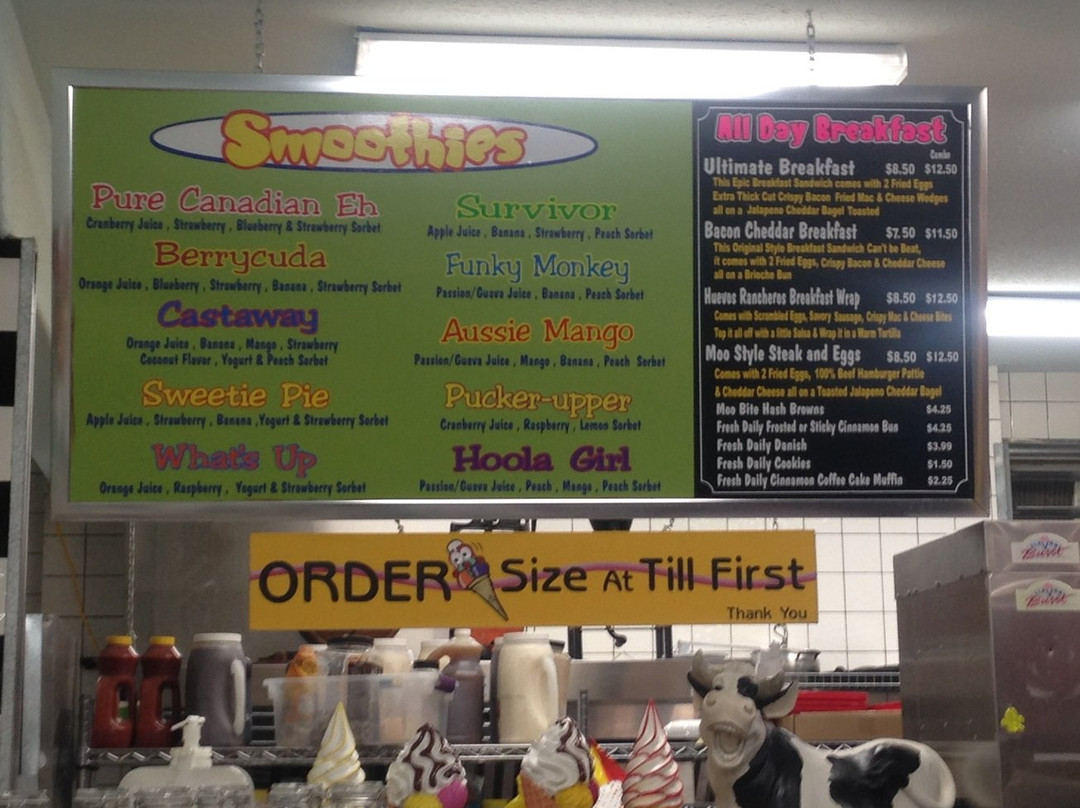 Smoothies
Pure Canadian Eh
Cranberry Juice , Strawberry , Blueberry & Strawberry Sorbet
Berrycuda
Orange Juice , Blueberry , Strawberry , Banana , Strawberry Sorbet
Castaway
Orange Juice , Banana , Mango , Strawberry
Coconut Flavor , Yogurt & Peach Sorbet
Sweetie Pie
Apple Juice , Strawberry , Banana , Yogurt & Strawberry Sorbet
What's Up
Orange Juice , Raspberry , Yogurt & Strawberry Sorbet
Survivor
Apple Juice , Banana , Strawberry , Peach Sorbet
Funky Monkey
Passion/Guava Juice , Banana , Peach Sorbet
Aussie Mango
Passion/Guava Juice , Mango , Banana , Peach Sorbet
Pucker-upper
Cranberry Juice , Raspberry , Lemon Sorbet
Hoola Girl
Passion/Guava Juice , Peach , Mango , Peach Sorbet
All Day Breakfast
Combo
Ultimate Breakfast $8.50 $12.50
This Epic Breakfast Sandwich comes with 2 Fried Eggs
Extra Thick Cut Crispy Bacon Fried Mac & Cheese Wedges
all on a Jalapeno Cheddar Bagel Toasted
Bacon Cheddar Breakfast $7.50 $11.50
This Original Style Breakfast Sandwich Can't be Beat,
it comes with 2 Fried Eggs, Crispy Bacon & Cheddar Cheese
all on a Brioche Bun
Huevos Rancheros Breakfast Wrap $8.50 $12.50
Comes with Scrambled Eggs, Savory Sausage, Crispy Mac & Cheese Bites
Top it all off with a little Salsa & Wrap it in a Warm Tortilla
Moo Style Steak and Eggs $8.50 $12.50
Comes with 2 Fried Eggs, 100% Beef Hamburger Pattie
& Cheddar Cheese all on a Toasted Jalapeno Cheddar Bagel
Moo Bite Hash Browns $4.25
Fresh Daily Frosted or Sticky Cinnamon Bun $4.25
Fresh Daily Danish $3.99
Fresh Daily Cookies $1.50
Fresh Daily Cinnamon Coffee Cake Muffin $2.25
ORDER Size At Till First
Thank You
Burst
Burst